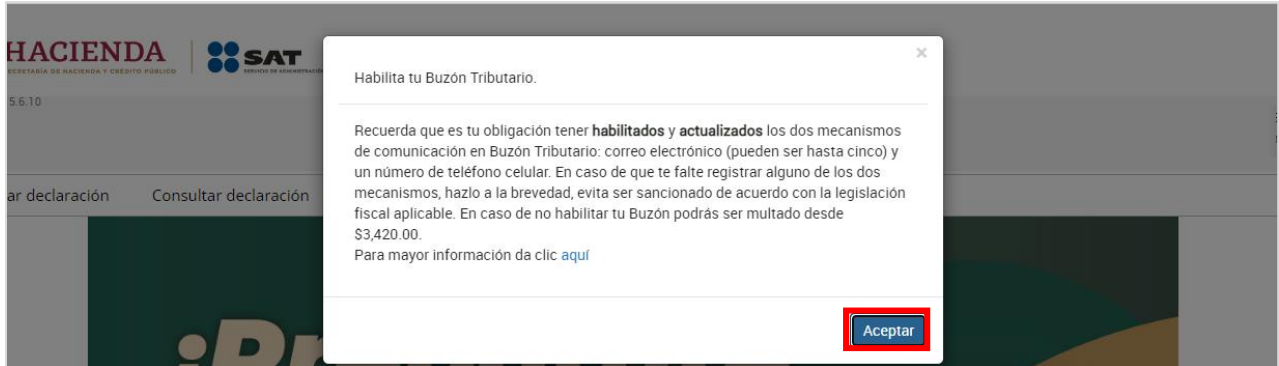 HACIENDA
SECRETARÍA DE HACIENDA Y CRÉDITO PÚBLICO
SAT
5.6.10
ar declaración Consultar declaración
Habilita tu Buzón Tributario.
×
Recuerda que es tu obligación tener habilitados y actualizados los dos mecanismos
de comunicación en Buzón Tributario: correo electrónico (pueden ser hasta cinco) y
un número de teléfono celular. En caso de que te falte registrar alguno de los dos
mecanismos, hazlo a la brevedad, evita ser sancionado de acuerdo con la legislación
fiscal aplicable. En caso de no habilitar tu Buzón podrás ser multado desde
$3,420.00.
Para mayor información da clic aquí
Aceptar